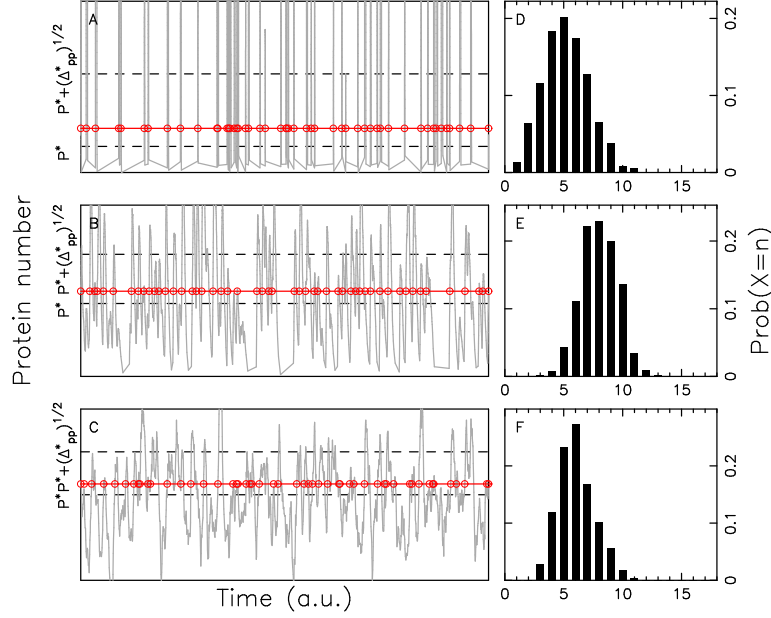 A
P* P*+(Δ*pp)^1/2
D
0 0.1 0.2
0 5 10 15
B
P* P*+(Δ*pp)^1/2
E
0 0.1 0.2
0 5 10 15
C
P* P*+(Δ*pp)^1/2
F
0 0.1 0.2
0 5 10 15
Protein number
Time (a.u.)
Prob(X=n)